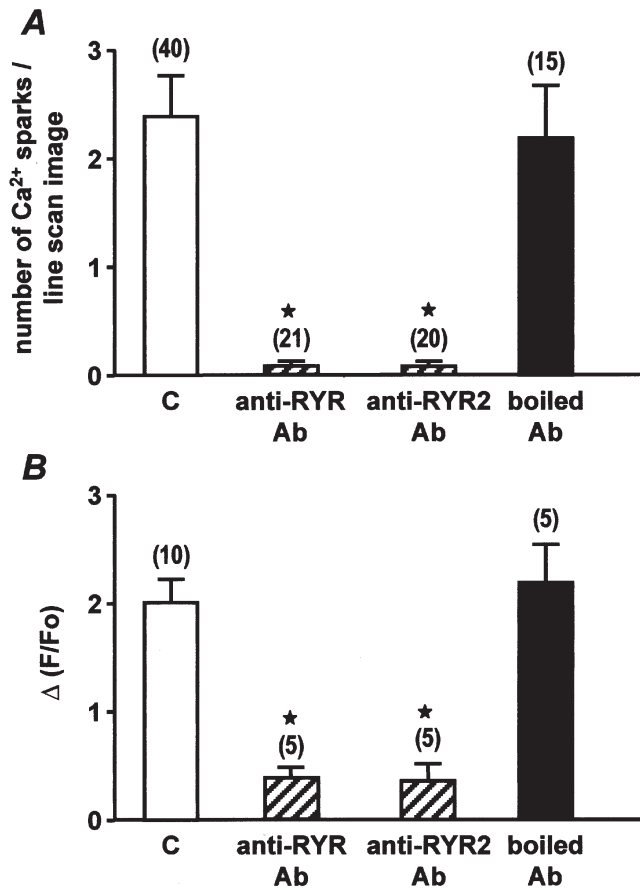 A
number of Ca²⁺ sparks /
line scan image
3
2
1
0
(40)
(21)
(20)
(15)
★
★
C
anti-RYR
Ab
anti-RYR2
Ab
boiled
Ab
B
Δ (F/Fo)
3
2
1
0
(10)
(5)
(5)
(5)
★
★
C
anti-RYR
Ab
anti-RYR2
Ab
boiled
Ab